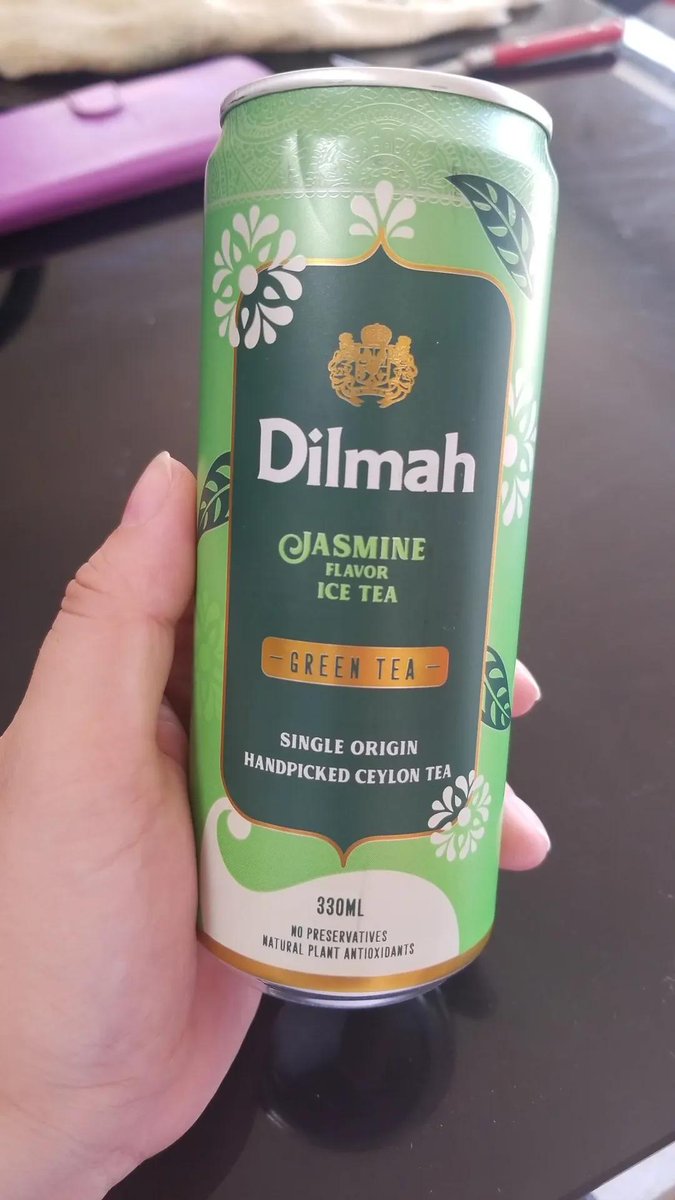 Dilmah
JASMINE
FLAVOR
ICE TEA
GREEN TEA
SINGLE ORIGIN
HANDPICKED CEYLON TEA
330ML
NO PRESERVATIVES
NATURAL PLANT ANTIOXIDANTS